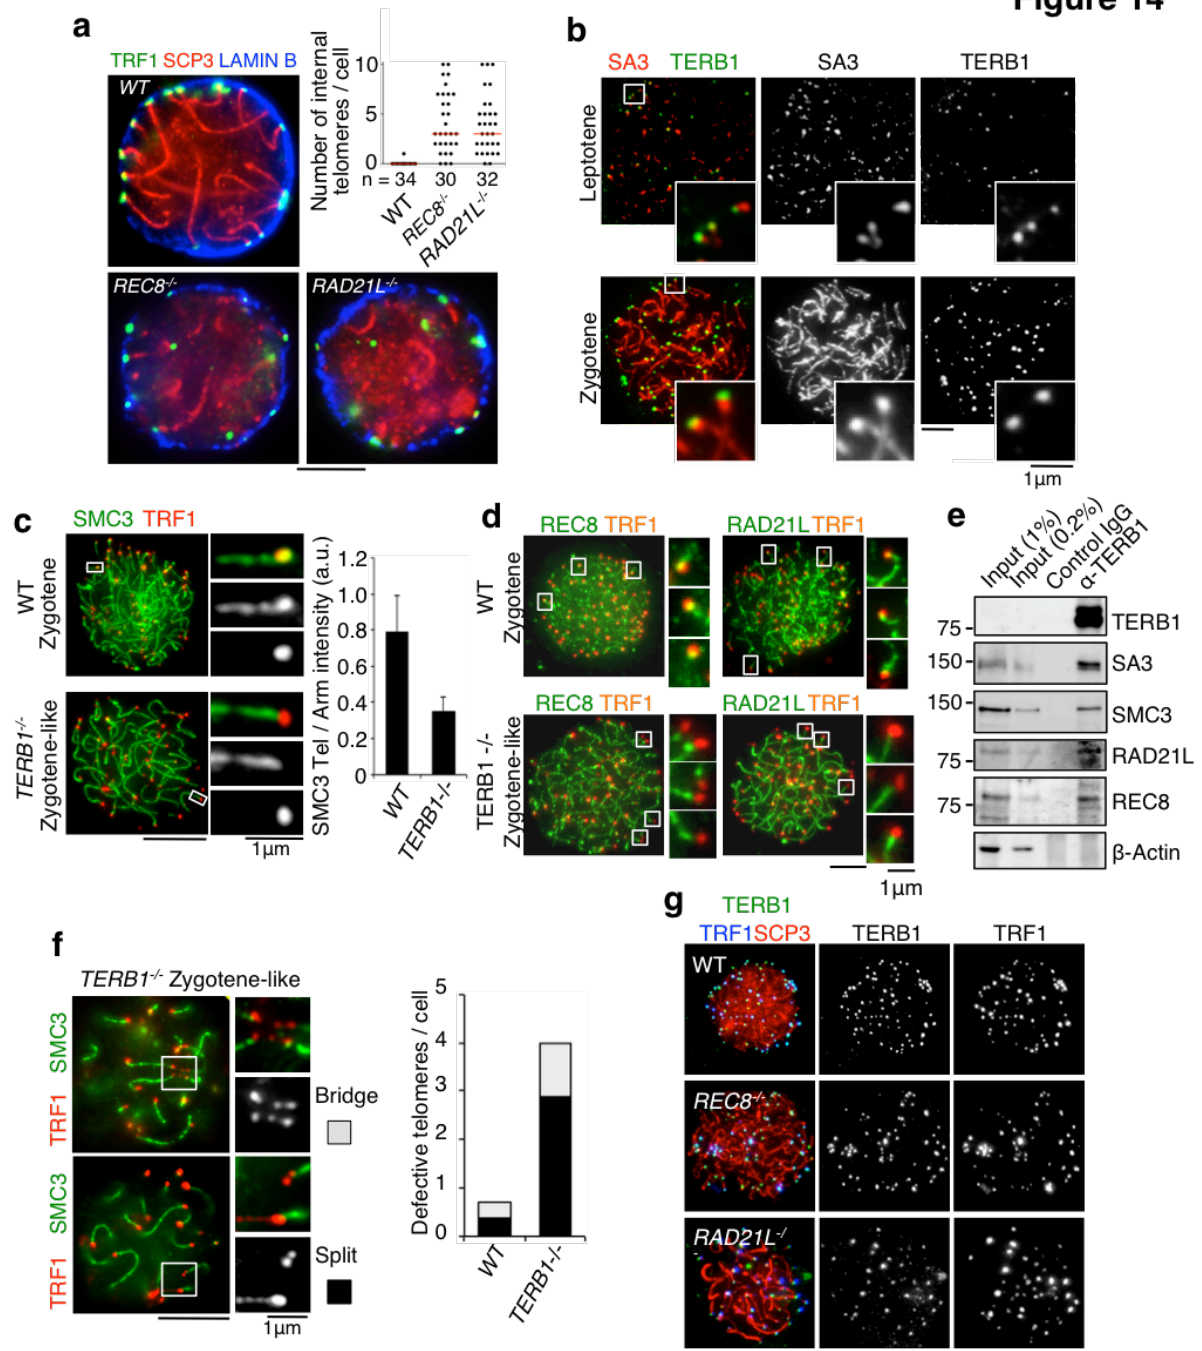 Figure 14
a
TRF1 SCP3 LAMIN B
WT
Number of internal
telomeres / cell
10
5
0
n = 34 30 32
WT
REC8-/-
RAD21L-/-
REC8-/-
RAD21L-/-
b
SA3 TERB1
SA3
TERB1
Leptotene
Zygotene
1µm
c
SMC3 TRF1
WT
Zygotene
TERB1-/-
Zygotene-like
1µm
SMC3 Tel / Arm intensity (a.u.)
1.2
1.0
0.8
0.6
0.4
0.2
0
WT
TERB1-/-
d
REC8 TRF1
RAD21L TRF1
WT
Zygotene
REC8 TRF1
RAD21L TRF1
TERB1 -/-
Zygotene-like
1µm
e
Input (1%)
Input (0.2%)
Control IgG
α-TERB1
75 - TERB1
150 - SA3
150 - SMC3
75 - RAD21L
75 - REC8
β-Actin
f
TERB1-/- Zygotene-like
TRF1 SMC3
TRF1 SMC3
Bridge
Split
1µm
Defective telomeres / cell
5
4
3
2
1
0
WT
TERB1-/-
g
TERB1
TRF1SCP3
TERB1
TRF1
WT
REC8-/-
RAD21L-/
-